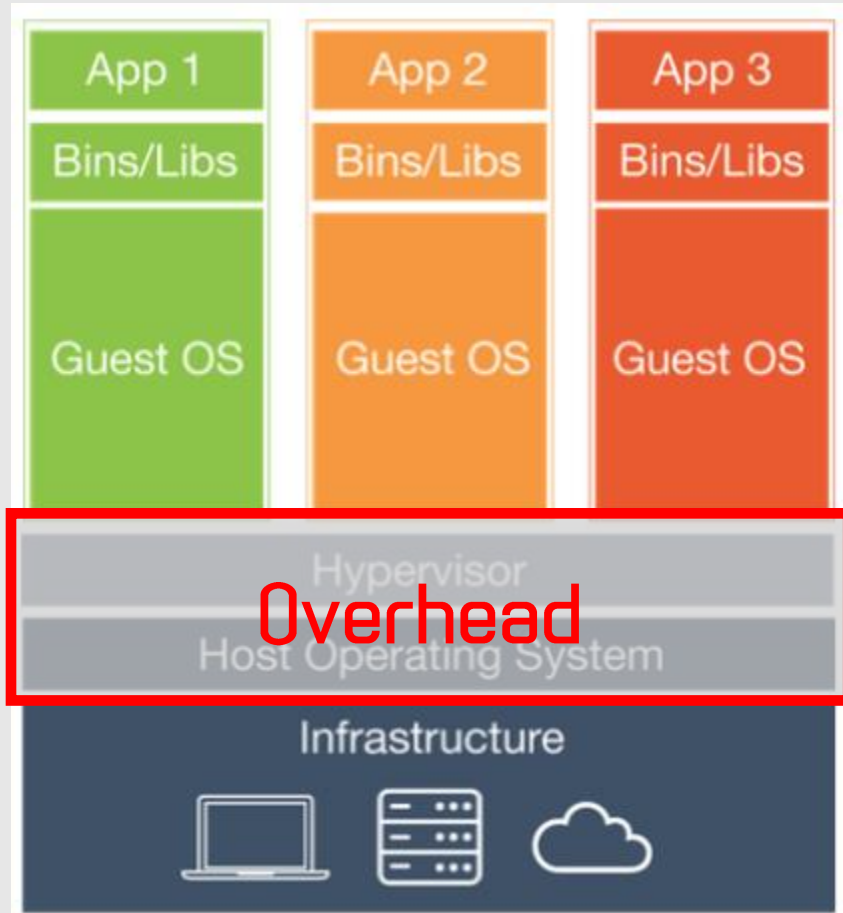 App 1
App 2
App 3
Bins/Libs
Bins/Libs
Bins/Libs
Guest OS
Guest OS
Guest OS
Hypervisor
Overhead
Host Operating System
Infrastructure